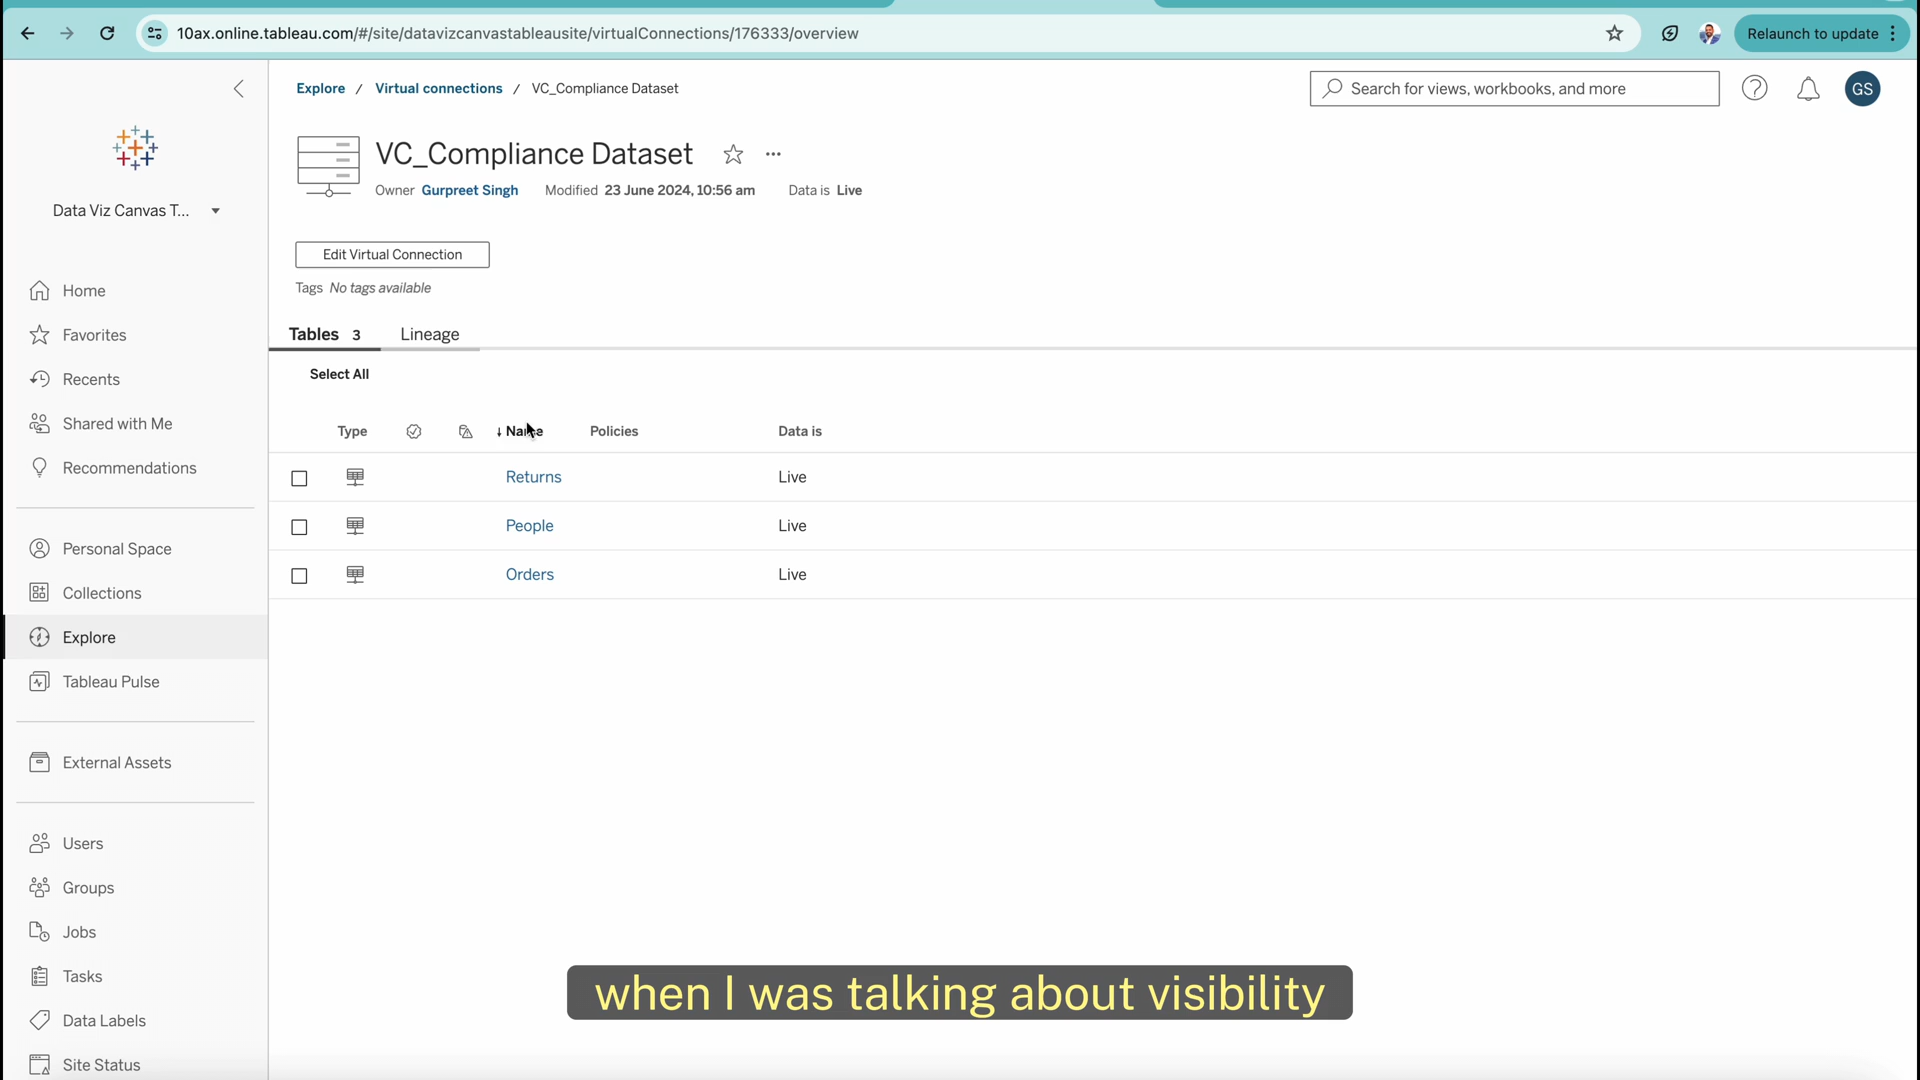 10ax.online.tableau.com/#/site/datavizcanvastableausite/virtualConnections/176333/overview
Relaunch to update
Explore / Virtual connections / VC_Compliance Dataset
Search for views, workbooks, and more
GS
VC_Compliance Dataset
Owner Gurpreet Singh Modified 23 June 2024, 10:56 am Data is Live
Data Viz Canvas T...
Edit Virtual Connection
Tags No tags available
Home
Favorites
Recents
Shared with Me
Recommendations
Personal Space
Collections
Explore
Tableau Pulse
External Assets
Users
Groups
Jobs
Tasks
Data Labels
Site Status
Tables 3 Lineage
Select All
Type ↓ Name Policies Data is
Returns Live
People Live
Orders Live
when I was talking about visibility